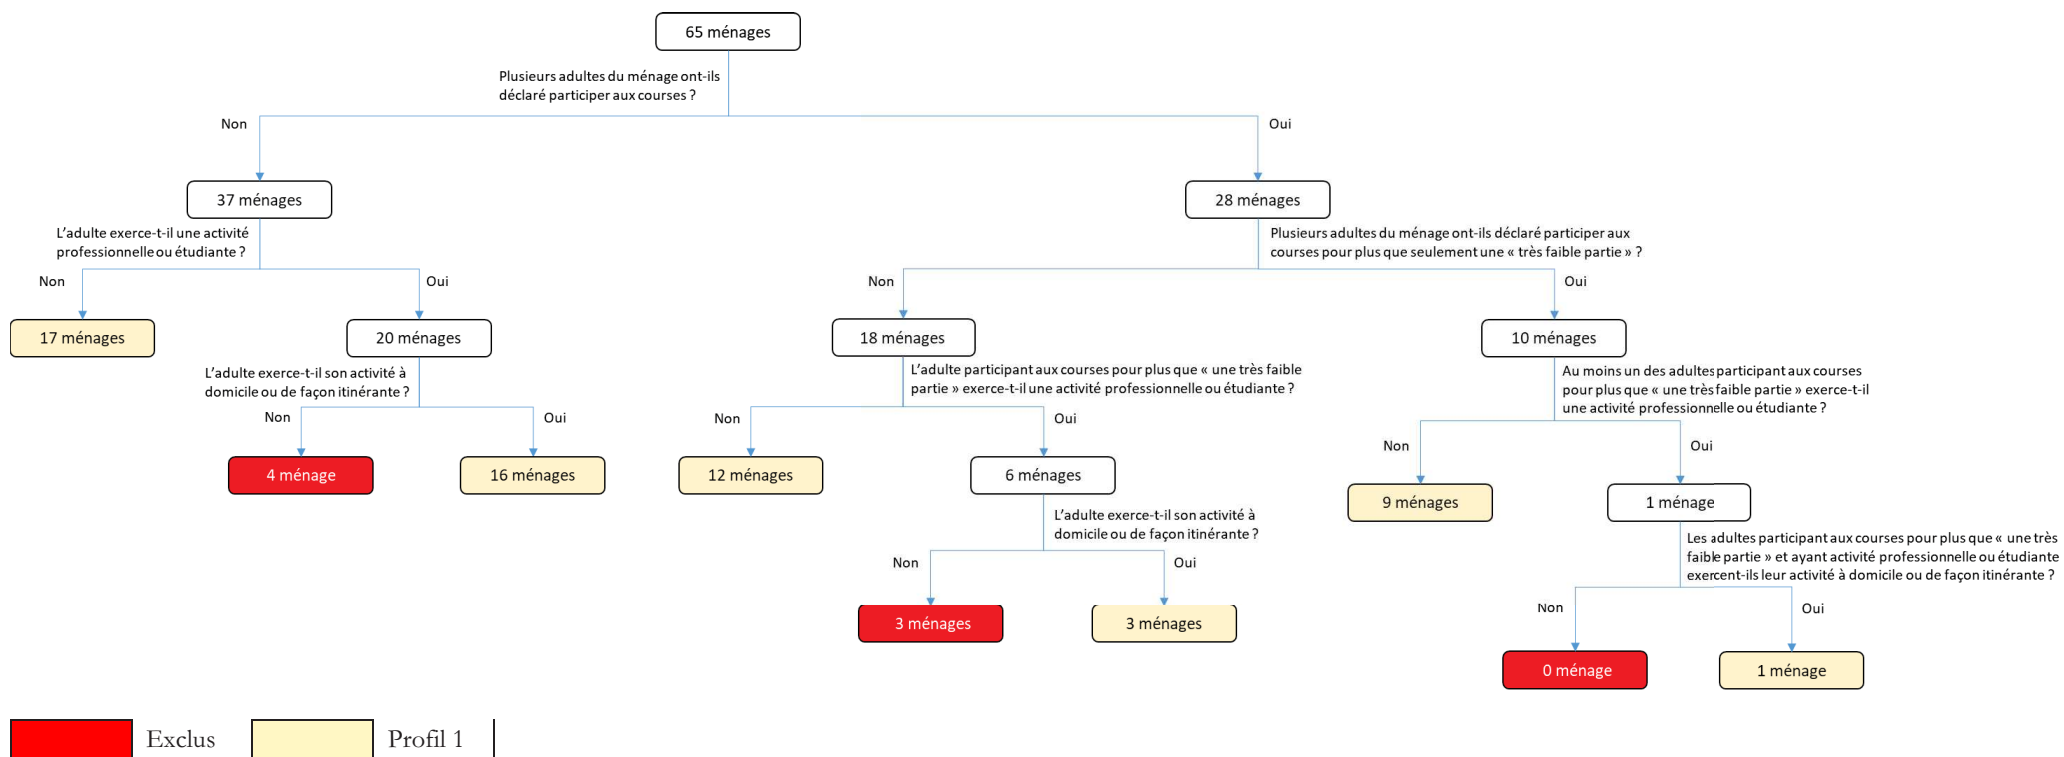 65 ménages
Plusieurs adultes du ménage ont-ils
déclaré participer aux courses ?
Non
Oui
37 ménages
28 ménages
L’adulte exerce-t-il une activité
professionnelle ou étudiante ?
Plusieurs adultes du ménage ont-ils déclaré participer aux
courses pour plus que seulement une « très faible partie » ?
Non
Oui
Non
Oui
17 ménages
20 ménages
18 ménages
10 ménages
L’adulte exerce-t-il son activité à
domicile ou de façon itinérante ?
L’adulte participant aux courses pour plus que « une très faible
partie » exerce-t-il une activité professionnelle ou étudiante ?
Au moins un des adultes participant aux courses
pour plus que « une très faible partie » exerce-t-il
une activité professionnelle ou étudiante ?
Non
Oui
Non
Oui
Non
Oui
4 ménage
16 ménages
12 ménages
6 ménages
9 ménages
1 ménage
L’adulte exerce-t-il son activité à
domicile ou de façon itinérante ?
Les adultes participant aux courses pour plus que « une très
faible partie » et ayant activité professionnelle ou étudiante
exercent-ils leur activité à domicile ou de façon itinérante ?
Non
Oui
Non
Oui
3 ménages
3 ménages
0 ménage
1 ménage
Exclus
Profil 1